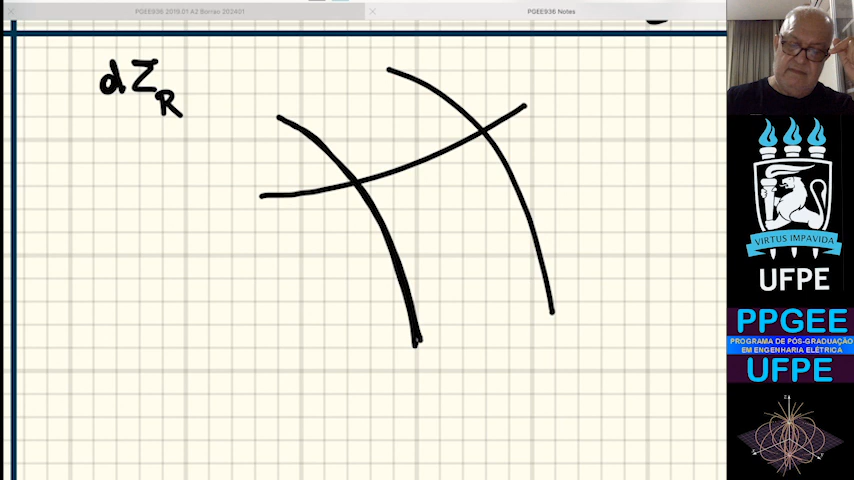 PGEE936 2019.01 A2 Borrao 202401
PGEE936 Notes
dZ_R
VIRTUS IMPAVIDA
UFPE
PPGEE
PROGRAMA DE PÓS-GRADUAÇÃO
EM ENGENHARIA ELÉTRICA
UFPE